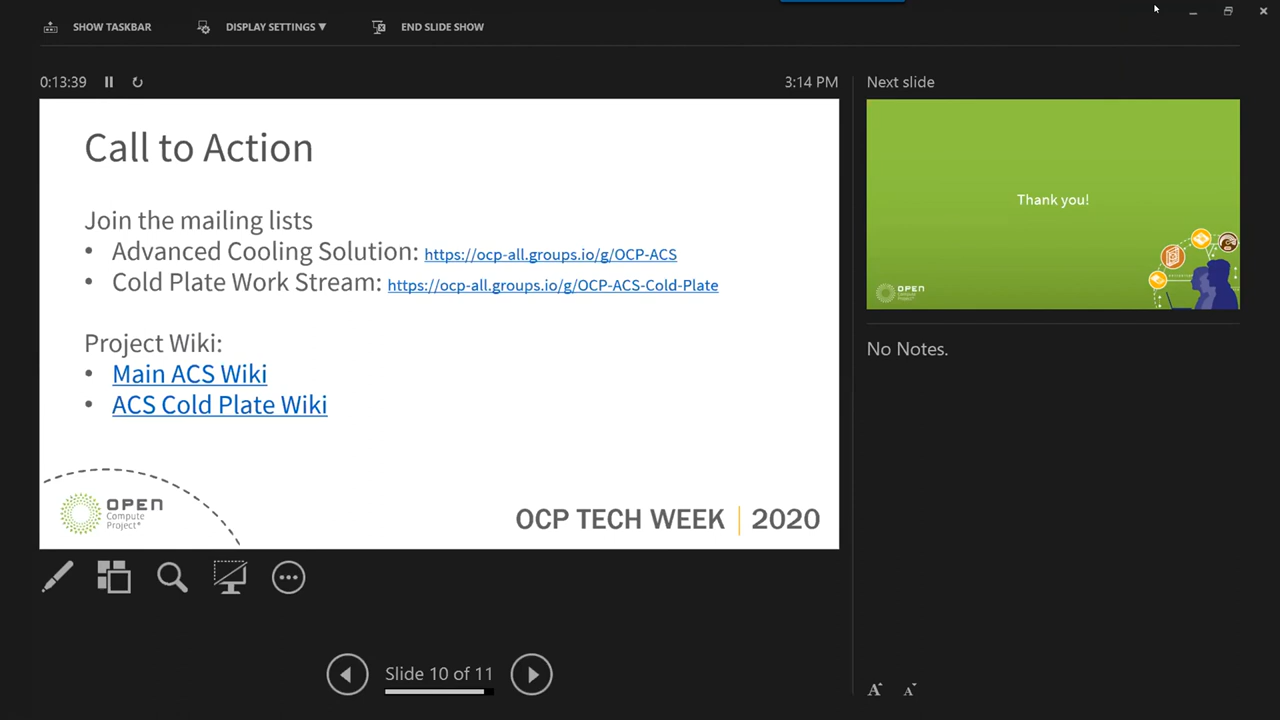 SHOW TASKBAR
DISPLAY SETTINGS ▼
END SLIDE SHOW
0:13:39
3:14 PM
Call to Action
Join the mailing lists
• Advanced Cooling Solution: https://ocp-all.groups.io/g/OCP-ACS
• Cold Plate Work Stream: https://ocp-all.groups.io/g/OCP-ACS-Cold-Plate
Project Wiki:
• Main ACS Wiki
• ACS Cold Plate Wiki
OPEN
Compute
Project®
OCP TECH WEEK | 2020
Slide 10 of 11
Next slide
Thank you!
OPEN
Compute
Project®
No Notes.
A A